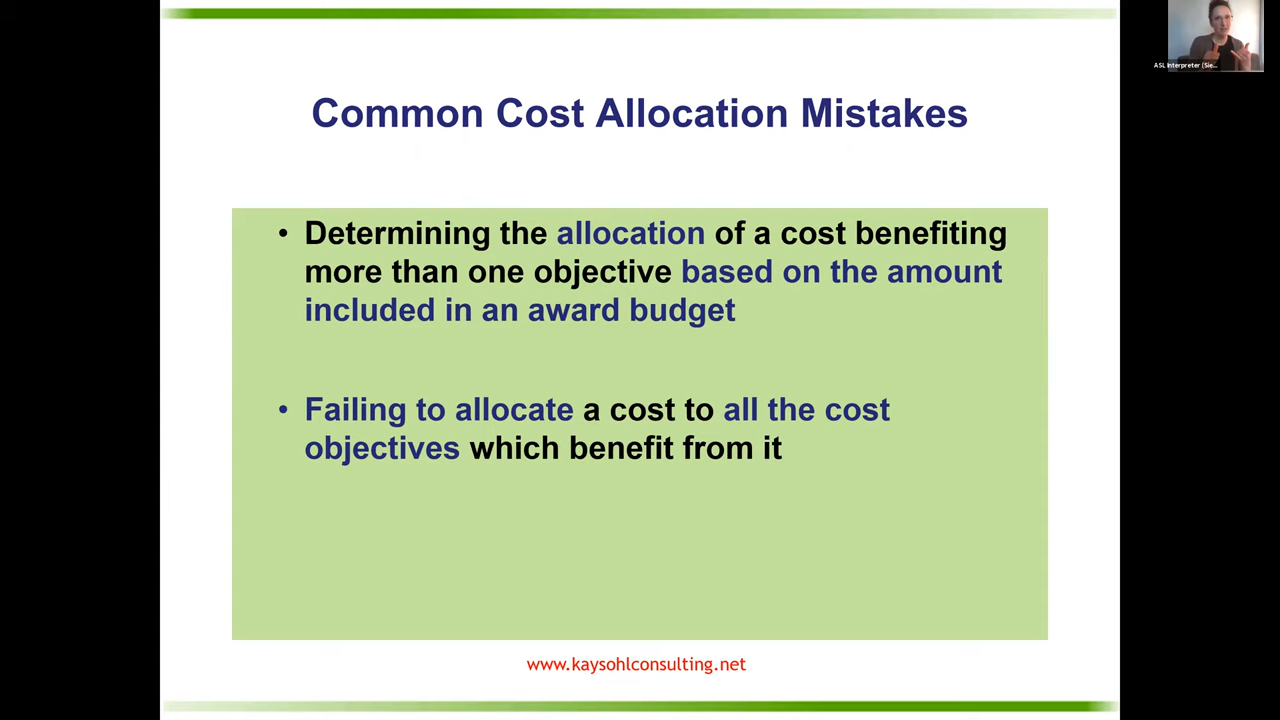 ASL Interpreter (Sie...
Common Cost Allocation Mistakes
• Determining the allocation of a cost benefiting
more than one objective based on the amount
included in an award budget
• Failing to allocate a cost to all the cost
objectives which benefit from it
www.kaysohlconsulting.net